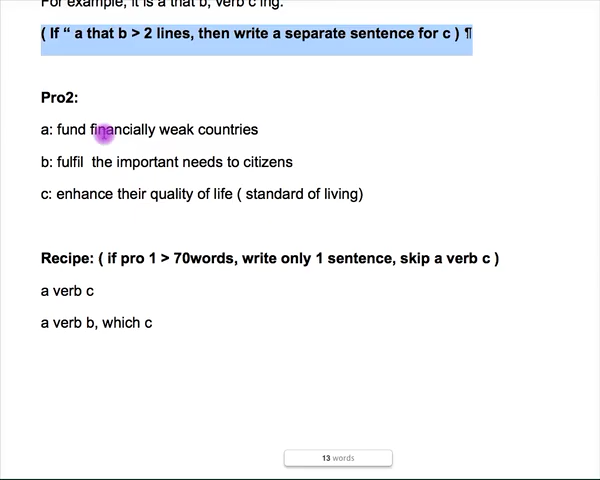 For example, it is a that b, verb c ing.
( If “ a that b > 2 lines, then write a separate sentence for c ) ¶
Pro2:
a: fund financially weak countries
b: fulfil  the important needs to citizens
c: enhance their quality of life ( standard of living)
Recipe: ( if pro 1 > 70words, write only 1 sentence, skip a verb c )
a verb c
a verb b, which c
13 words